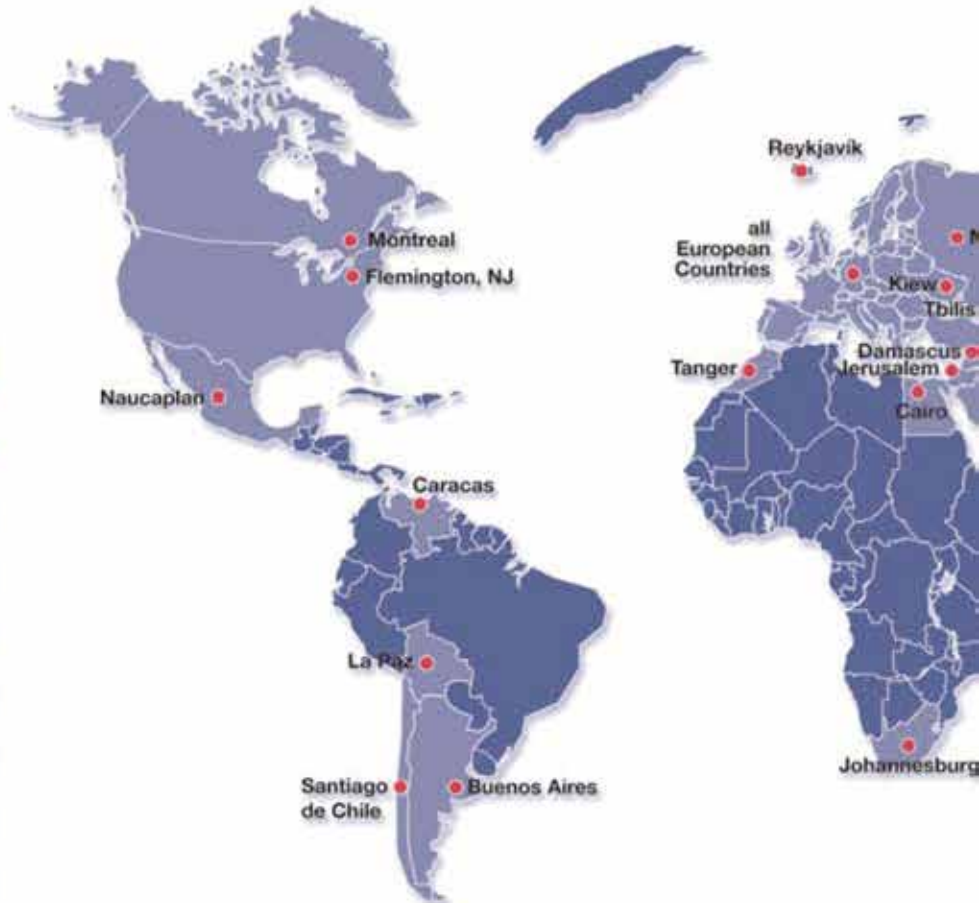 Reykjavík
all
European
Countries
Montreal
Flemington, NJ
Kiew
Tbilis
Damascus
Jerusalem
Tanger
Naucaplan
Cairo
Caracas
La Paz
Johannesburg
Santiago
de Chile
Buenos Aires